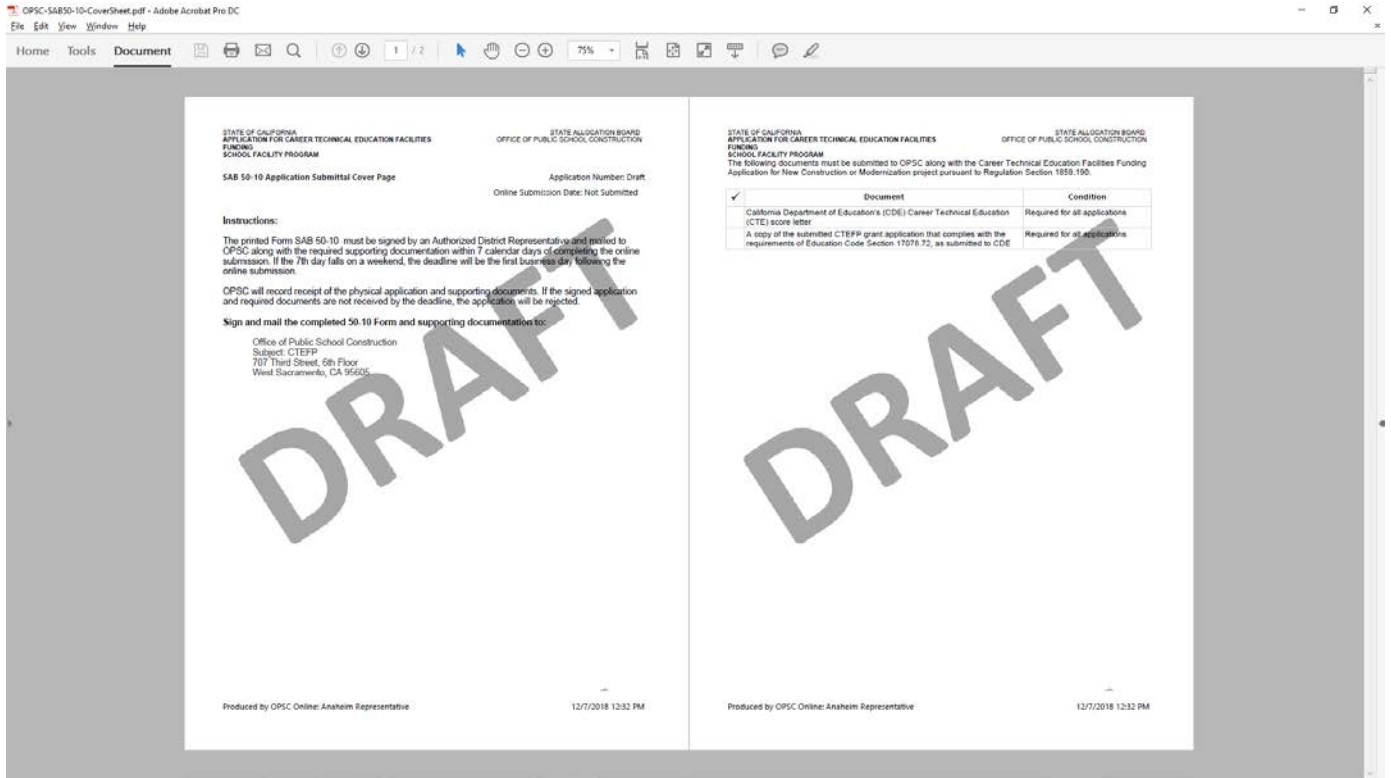 OPSC-SAB50-10-CoverSheet.pdf - Adobe Acrobat Pro DC
File Edit View Window Help
Home Tools Document 1 / 2 75%
STATE OF CALIFORNIA
APPLICATION FOR CAREER TECHNICAL EDUCATION FACILITIES
FUNDING
SCHOOL FACILITY PROGRAM
STATE ALLOCATION BOARD
OFFICE OF PUBLIC SCHOOL CONSTRUCTION
SAB 50-10 Application Submittal Cover Page
Application Number: Draft
Online Submission Date: Not Submitted
Instructions:
The printed Form SAB 50-10 must be signed by an Authorized District Representative and mailed to
OPSC along with the required supporting documentation within 7 calendar days of completing the online
submission. If the 7th day falls on a weekend, the deadline will be the first business day following the
online submission.
OPSC will record receipt of the physical application and supporting documents. If the signed application
and required documents are not received by the deadline, the application will be rejected.
Sign and mail the completed 50-10 Form and supporting documentation to:
Office of Public School Construction
Subject: CTEFP
707 Third Street, 6th Floor
West Sacramento, CA 95605
DRAFT
Produced by OPSC Online: Anaheim Representative
12/7/2018 12:32 PM
STATE OF CALIFORNIA
APPLICATION FOR CAREER TECHNICAL EDUCATION FACILITIES
FUNDING
SCHOOL FACILITY PROGRAM
STATE ALLOCATION BOARD
OFFICE OF PUBLIC SCHOOL CONSTRUCTION
The following documents must be submitted to OPSC along with the Career Technical Education Facilities Funding
Application for New Construction or Modernization project pursuant to Regulation Section 1859.190.
✓ Document Condition
California Department of Education's (CDE) Career Technical Education
(CTE) score letter
Required for all applications
A copy of the submitted CTEFP grant application that complies with the
requirements of Education Code Section 17078.72, as submitted to CDE
Required for all applications
DRAFT
Produced by OPSC Online: Anaheim Representative
12/7/2018 12:32 PM